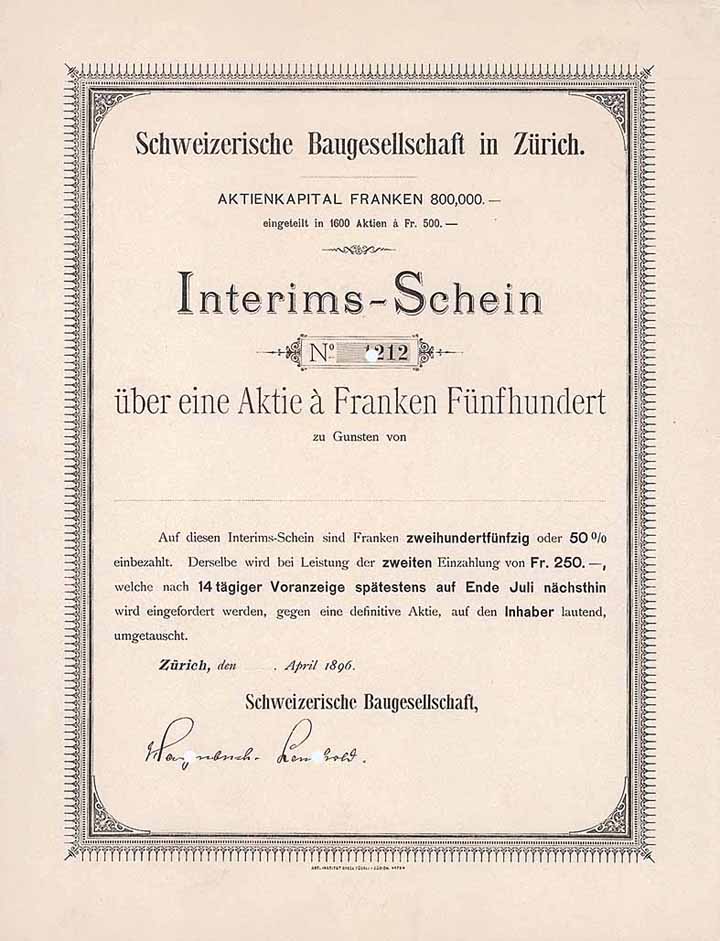 Schweizerische Baugesellschaft in Zürich.
AKTIENKAPITAL FRANKEN 800,000.—
eingeteilt in 1600 Aktien à Fr. 500.—
Interims-Schein
Nº 1212
über eine Aktie à Franken Fünfhundert
zu Gunsten von
Auf diesen Interims-Schein sind Franken zweihundertfünfzig oder 50%
einbezahlt. Derselbe wird bei Leistung der zweiten Einzahlung von Fr. 250.—,
welche nach 14 tägiger Voranzeige spätestens auf Ende Juli nächsthin
wird eingefordert werden, gegen eine definitive Aktie, auf den Inhaber lautend,
umgetauscht.
Zürich, den . April 1896.
Schweizerische Baugesellschaft,